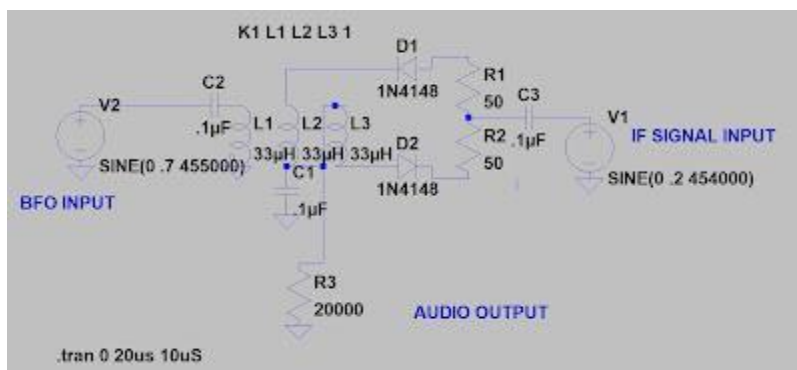 K1 L1 L2 L3 1
D1
1N4148
R1
50
C2
.1µF
V2
SINE(0 .7 455000)
BFO INPUT
L1
33µH
L2
33µH
L3
33µH
C1
.1µF
D2
1N4148
R2
50
C3
.1µF
V1
IF SIGNAL INPUT
SINE(0 .2 454000)
R3
20000
AUDIO OUTPUT
.tran 0 20us 10uS